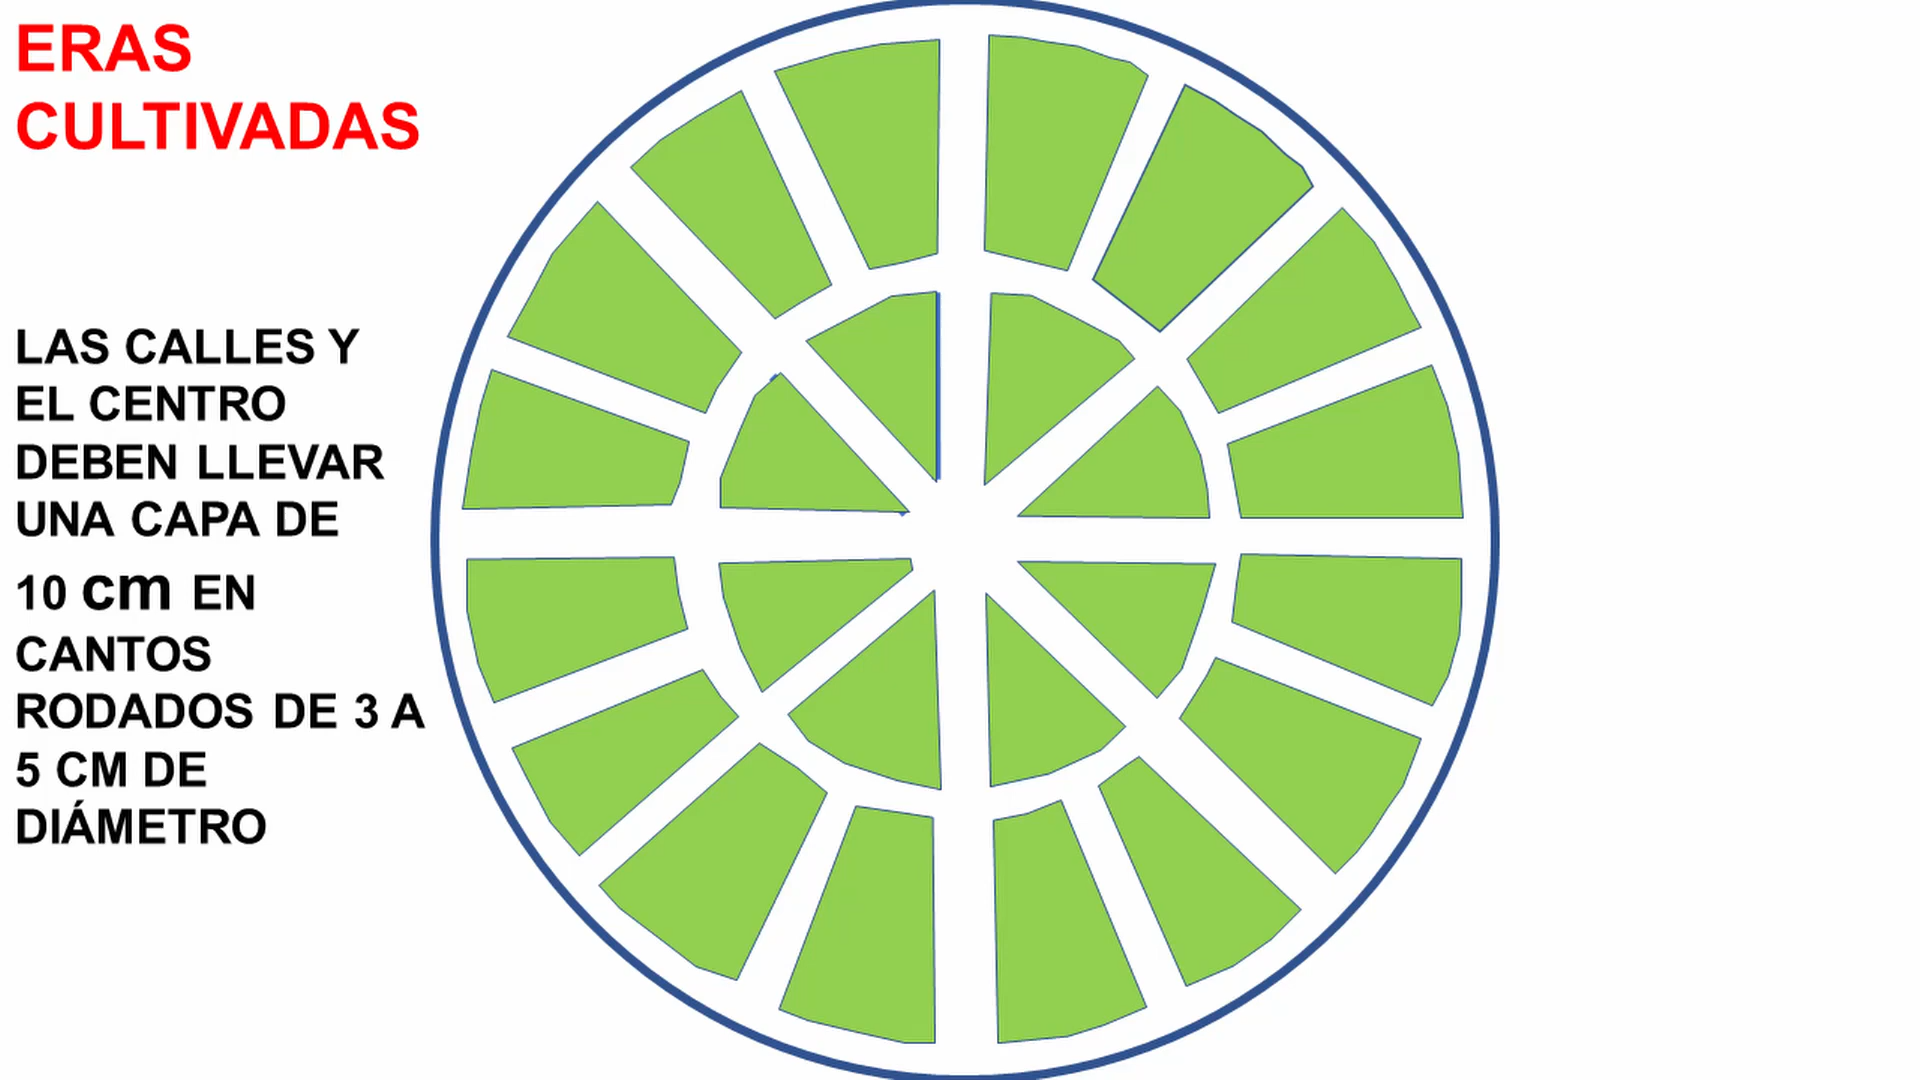 ERAS
CULTIVADAS
LAS CALLES Y
EL CENTRO
DEBEN LLEVAR
UNA CAPA DE
10 cm EN
CANTOS
RODADOS DE 3 A
5 CM DE
DIÁMETRO